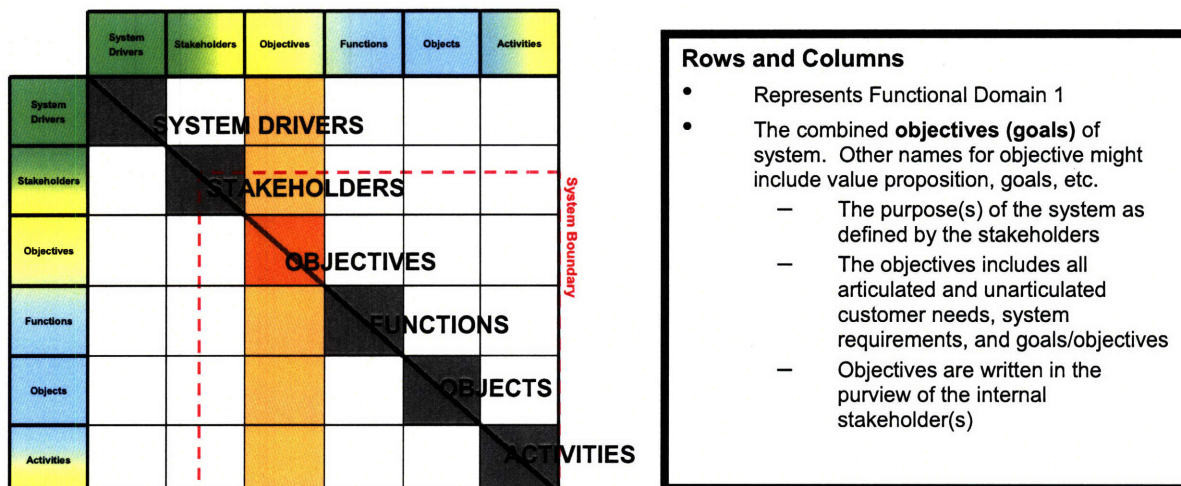 System
Drivers
Stakeholders
Objectives
Functions
Objects
Activities
System
Drivers
SYSTEM DRIVERS
Stakeholders
STAKEHOLDERS
Objectives
OBJECTIVES
Functions
FUNCTIONS
Objects
OBJECTS
Activities
ACTIVITIES
System Boundary
Rows and Columns
• Represents Functional Domain 1
• The combined objectives (goals) of
system. Other names for objective might
include value proposition, goals, etc.
– The purpose(s) of the system as
defined by the stakeholders
– The objectives includes all
articulated and unarticulated
customer needs, system
requirements, and goals/objectives
– Objectives are written in the
purview of the internal
stakeholder(s)